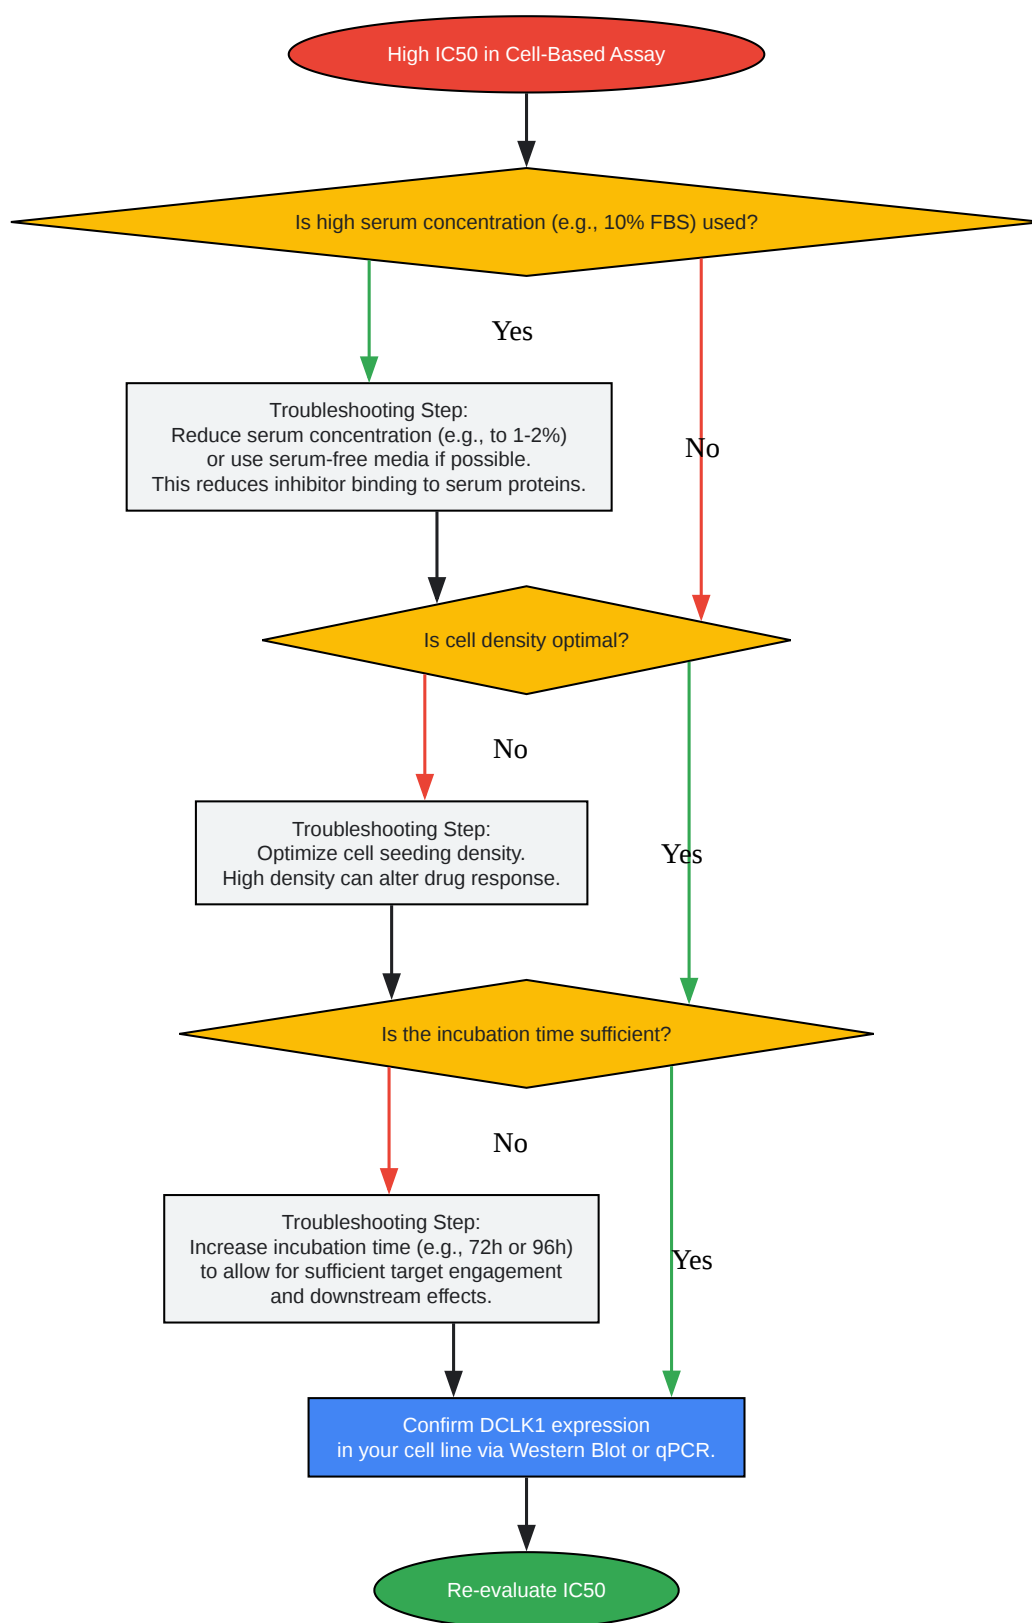 High IC50 in Cell-Based Assay
Is high serum concentration (e.g., 10% FBS) used?
Yes
Troubleshooting Step:
Reduce serum concentration (e.g., to 1-2%)
or use serum-free media if possible.
This reduces inhibitor binding to serum proteins.
No
Is cell density optimal?
No
Troubleshooting Step:
Optimize cell seeding density.
High density can alter drug response.
Yes
Is the incubation time sufficient?
No
Troubleshooting Step:
Increase incubation time (e.g., 72h or 96h)
to allow for sufficient target engagement
and downstream effects.
Yes
Confirm DCLK1 expression
in your cell line via Western Blot or qPCR.
Re-evaluate IC50